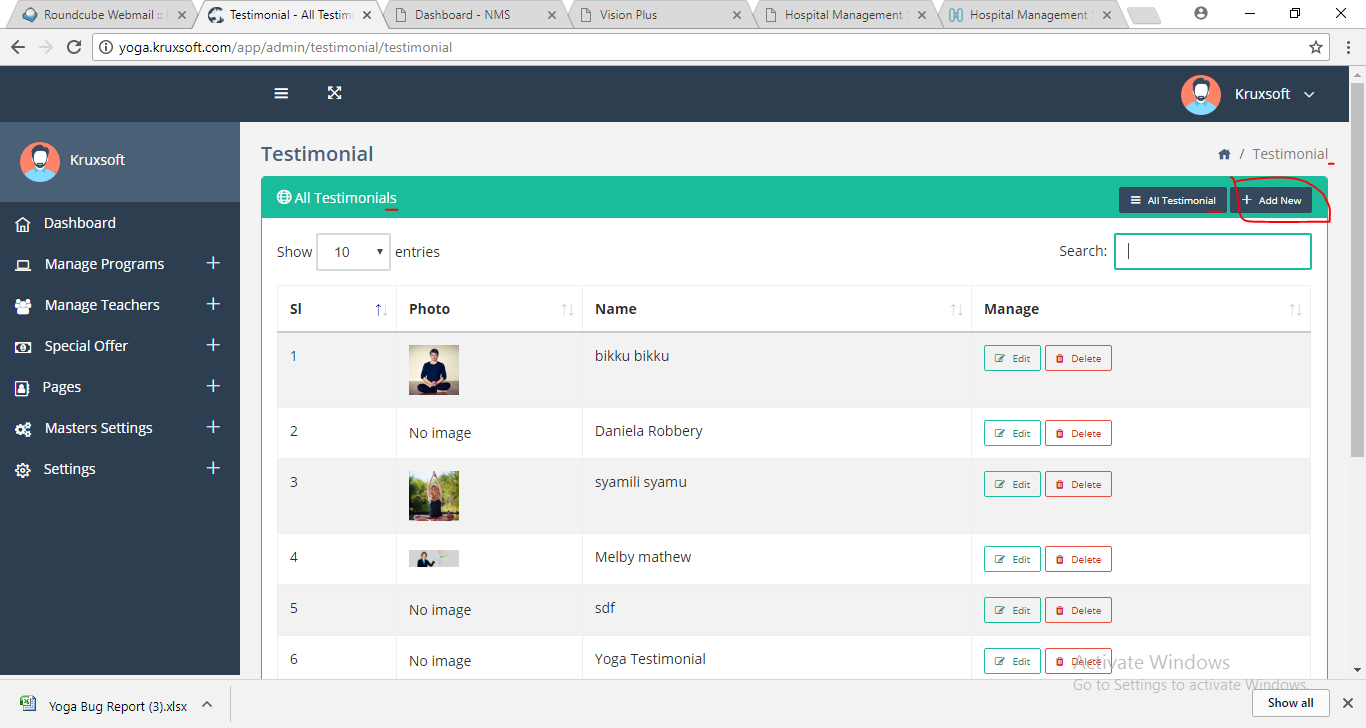 Roundcube Webmail ::
Testimonial - All Testim
Dashboard - NMS
Vision Plus
Hospital Management
Hospital Management
yoga.kruxsoft.com/app/admin/testimonial/testimonial
Kruxsoft
Kruxsoft
Dashboard
Manage Programs +
Manage Teachers +
Special Offer +
Pages +
Masters Settings +
Settings +
Testimonial
/ Testimonial
All Testimonials
All Testimonial
+ Add New
Show 10 entries
Search:
Sl Photo Name Manage
1 bikku bikku Edit Delete
2 No image Daniela Robbery Edit Delete
3 syamili syamu Edit Delete
4 Melby mathew Edit Delete
5 No image sdf Edit Delete
6 No image Yoga Testimonial Edit Delete
Activate Windows
Go to Settings to activate Windows.
Yoga Bug Report (3).xlsx
Show all